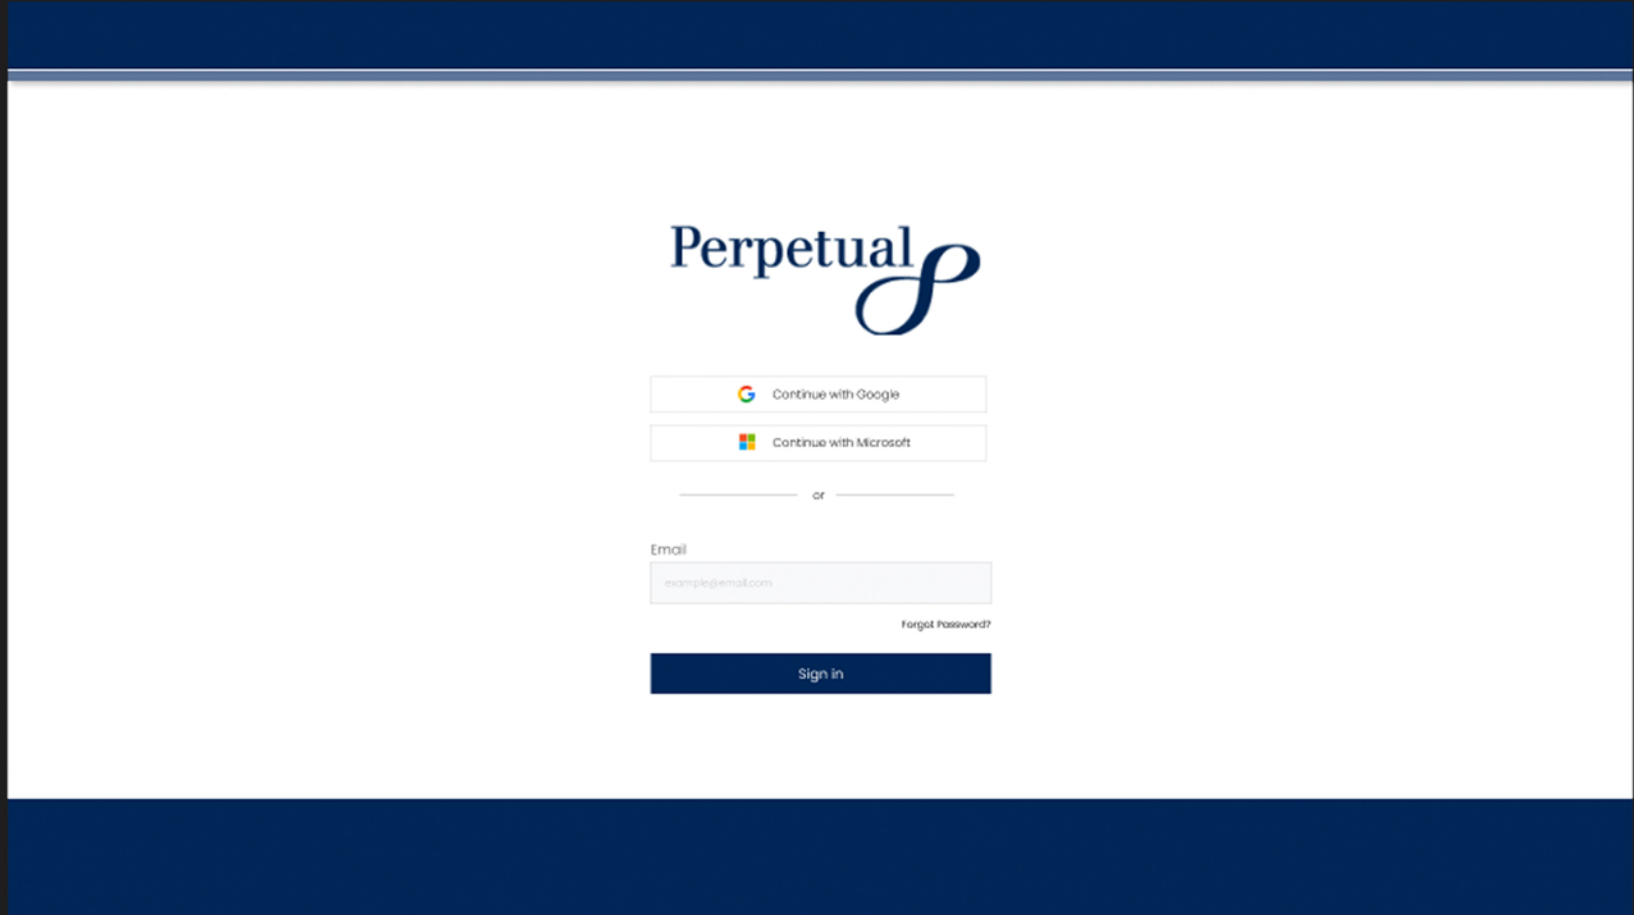 Perpetual
Continue with Google
Continue with Microsoft
or
Email
example@email.com
Forgot Password?
Sign in